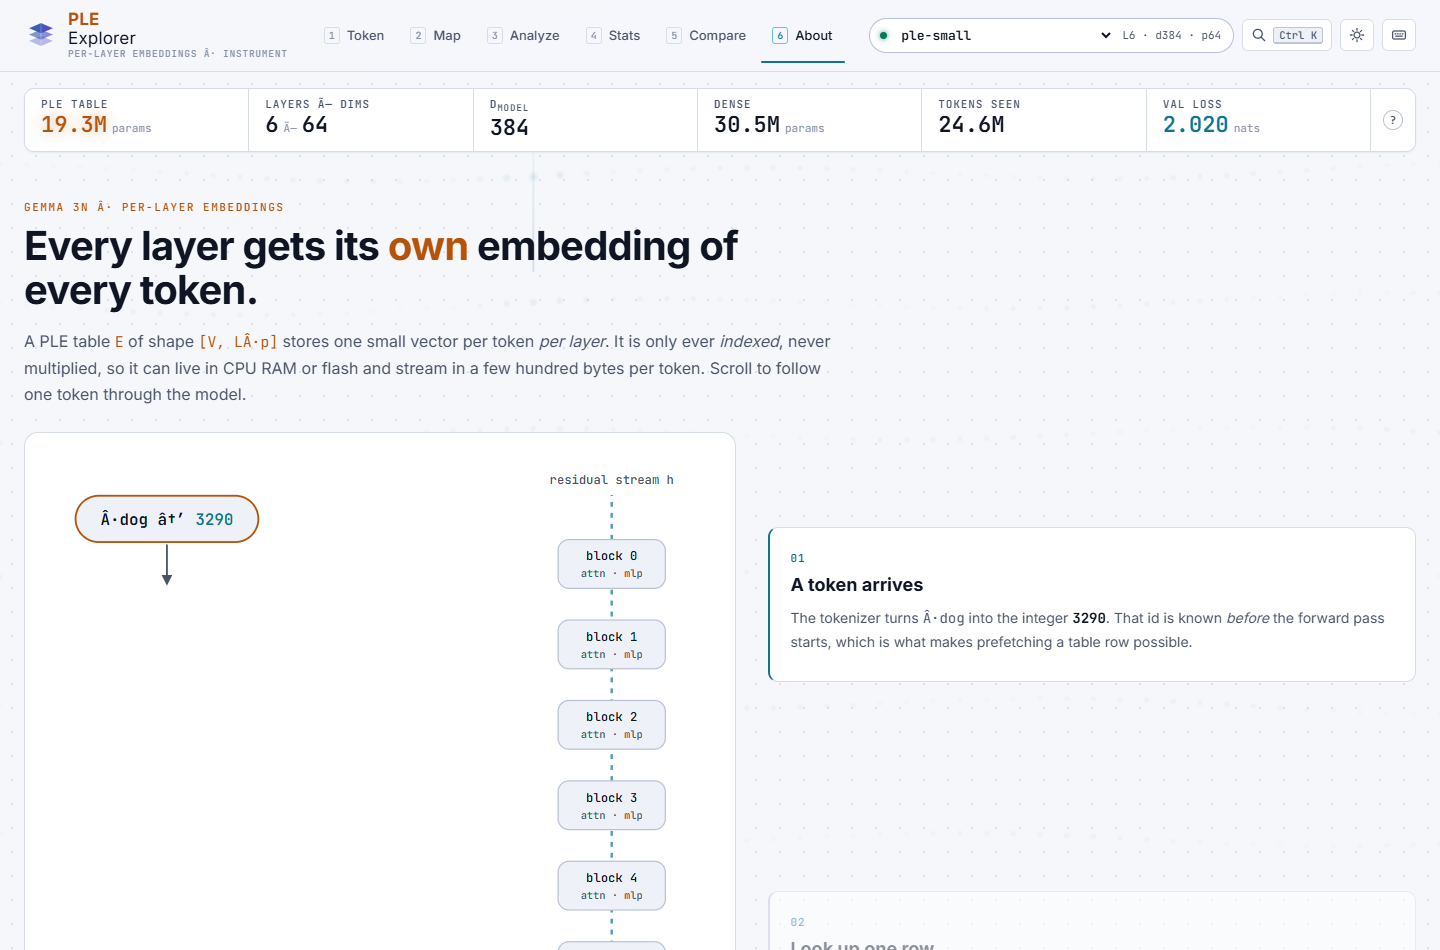 PLE
Explorer
PER-LAYER EMBEDDINGS Â· INSTRUMENT
1 Token
2 Map
3 Analyze
4 Stats
5 Compare
6 About
ple-small
L6 · d384 · p64
Ctrl K
PLE TABLE
19.3M params
LAYERS Ã— DIMS
6 Ã— 64
DMODEL
384
DENSE
30.5M params
TOKENS SEEN
24.6M
VAL LOSS
2.020 nats
?
GEMMA 3N Â· PER-LAYER EMBEDDINGS
Every layer gets its own embedding of
every token.
A PLE table E of shape [V, LÂ·p] stores one small vector per token per layer. It is only ever indexed, never
multiplied, so it can live in CPU RAM or flash and stream in a few hundred bytes per token. Scroll to follow
one token through the model.
residual stream h
Â·dog â†’ 3290
block 0
attn · mlp
block 1
attn · mlp
block 2
attn · mlp
block 3
attn · mlp
block 4
attn · mlp
01
A token arrives
The tokenizer turns Â·dog into the integer 3290. That id is known before the forward pass
starts, which is what makes prefetching a table row possible.
02
Look up one row